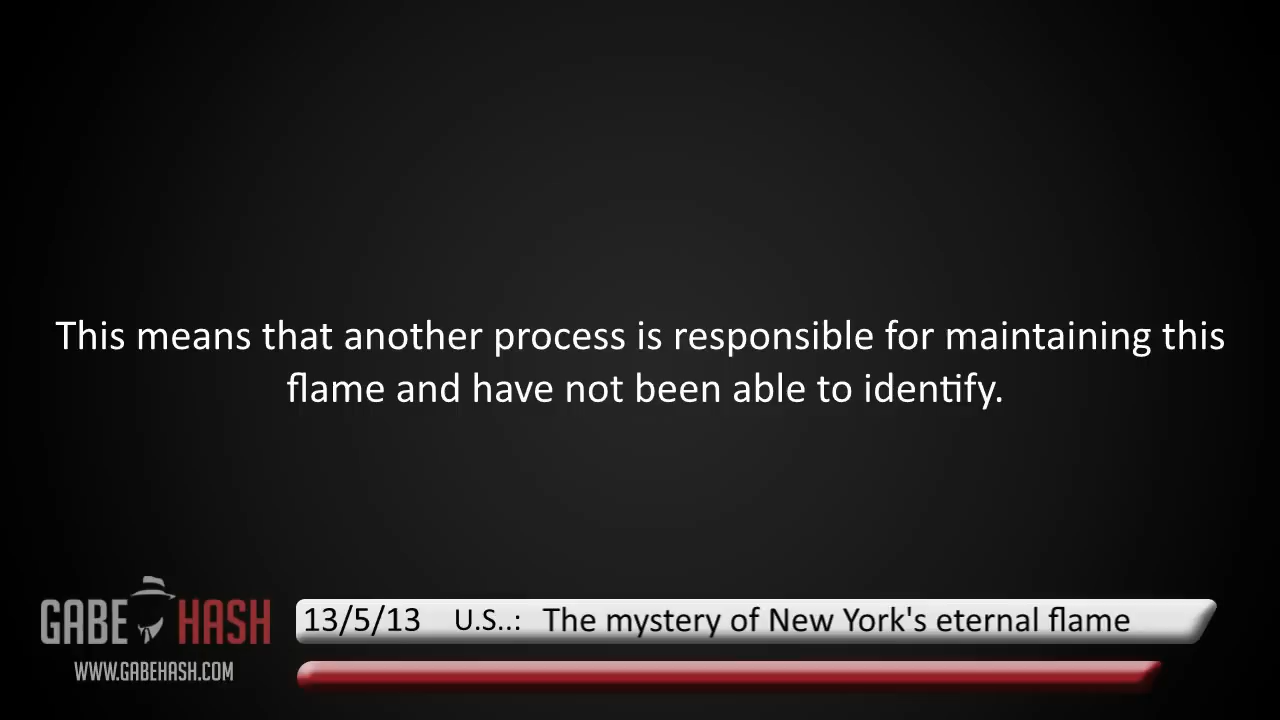 This means that another process is responsible for maintaining this
flame and have not been able to identify.
GABE HASH
13/5/13 U.S..: The mystery of New York's eternal flame
WWW.GABEHASH.COM